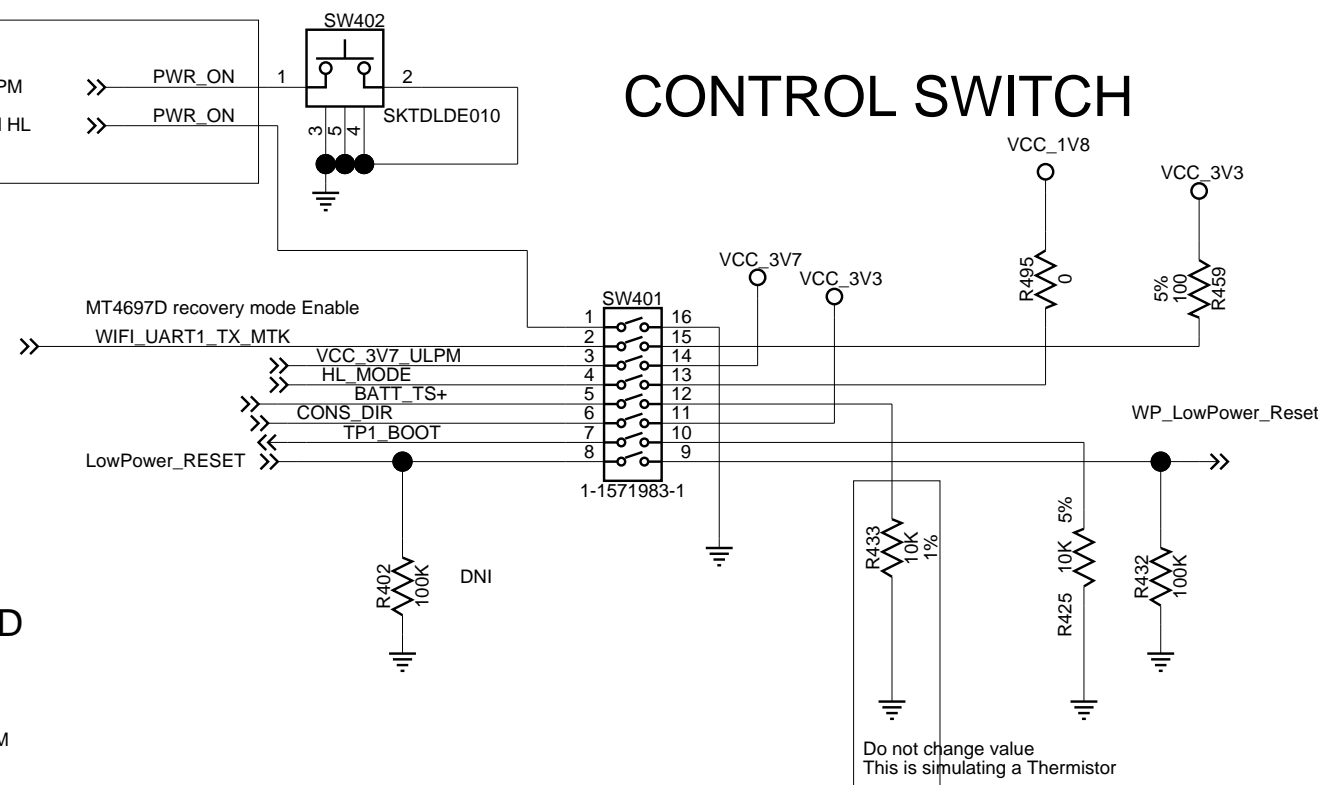 SW402
PM
PWR_ON
1
2
HL
PWR_ON
SKTDLDE010
3
5
4
CONTROL SWITCH
VCC_1V8
VCC_3V3
R495
0
5%
100
R459
VCC_3V7
VCC_3V3
MT4697D recovery mode Enable
WIFI_UART1_TX_MTK
VCC_3V7_ULPM
HL_MODE
BATT_TS+
CONS_DIR
TP1_BOOT
LowPower_RESET
SW401
1 16
2 15
3 14
4 13
5 12
6 11
7 10
8 9
1-1571983-1
WP_LowPower_Reset
R402
100K
DNI
R433
10K
1%
5%
10K
R425
R432
100K
D
M
Do not change value
This is simulating a Thermistor